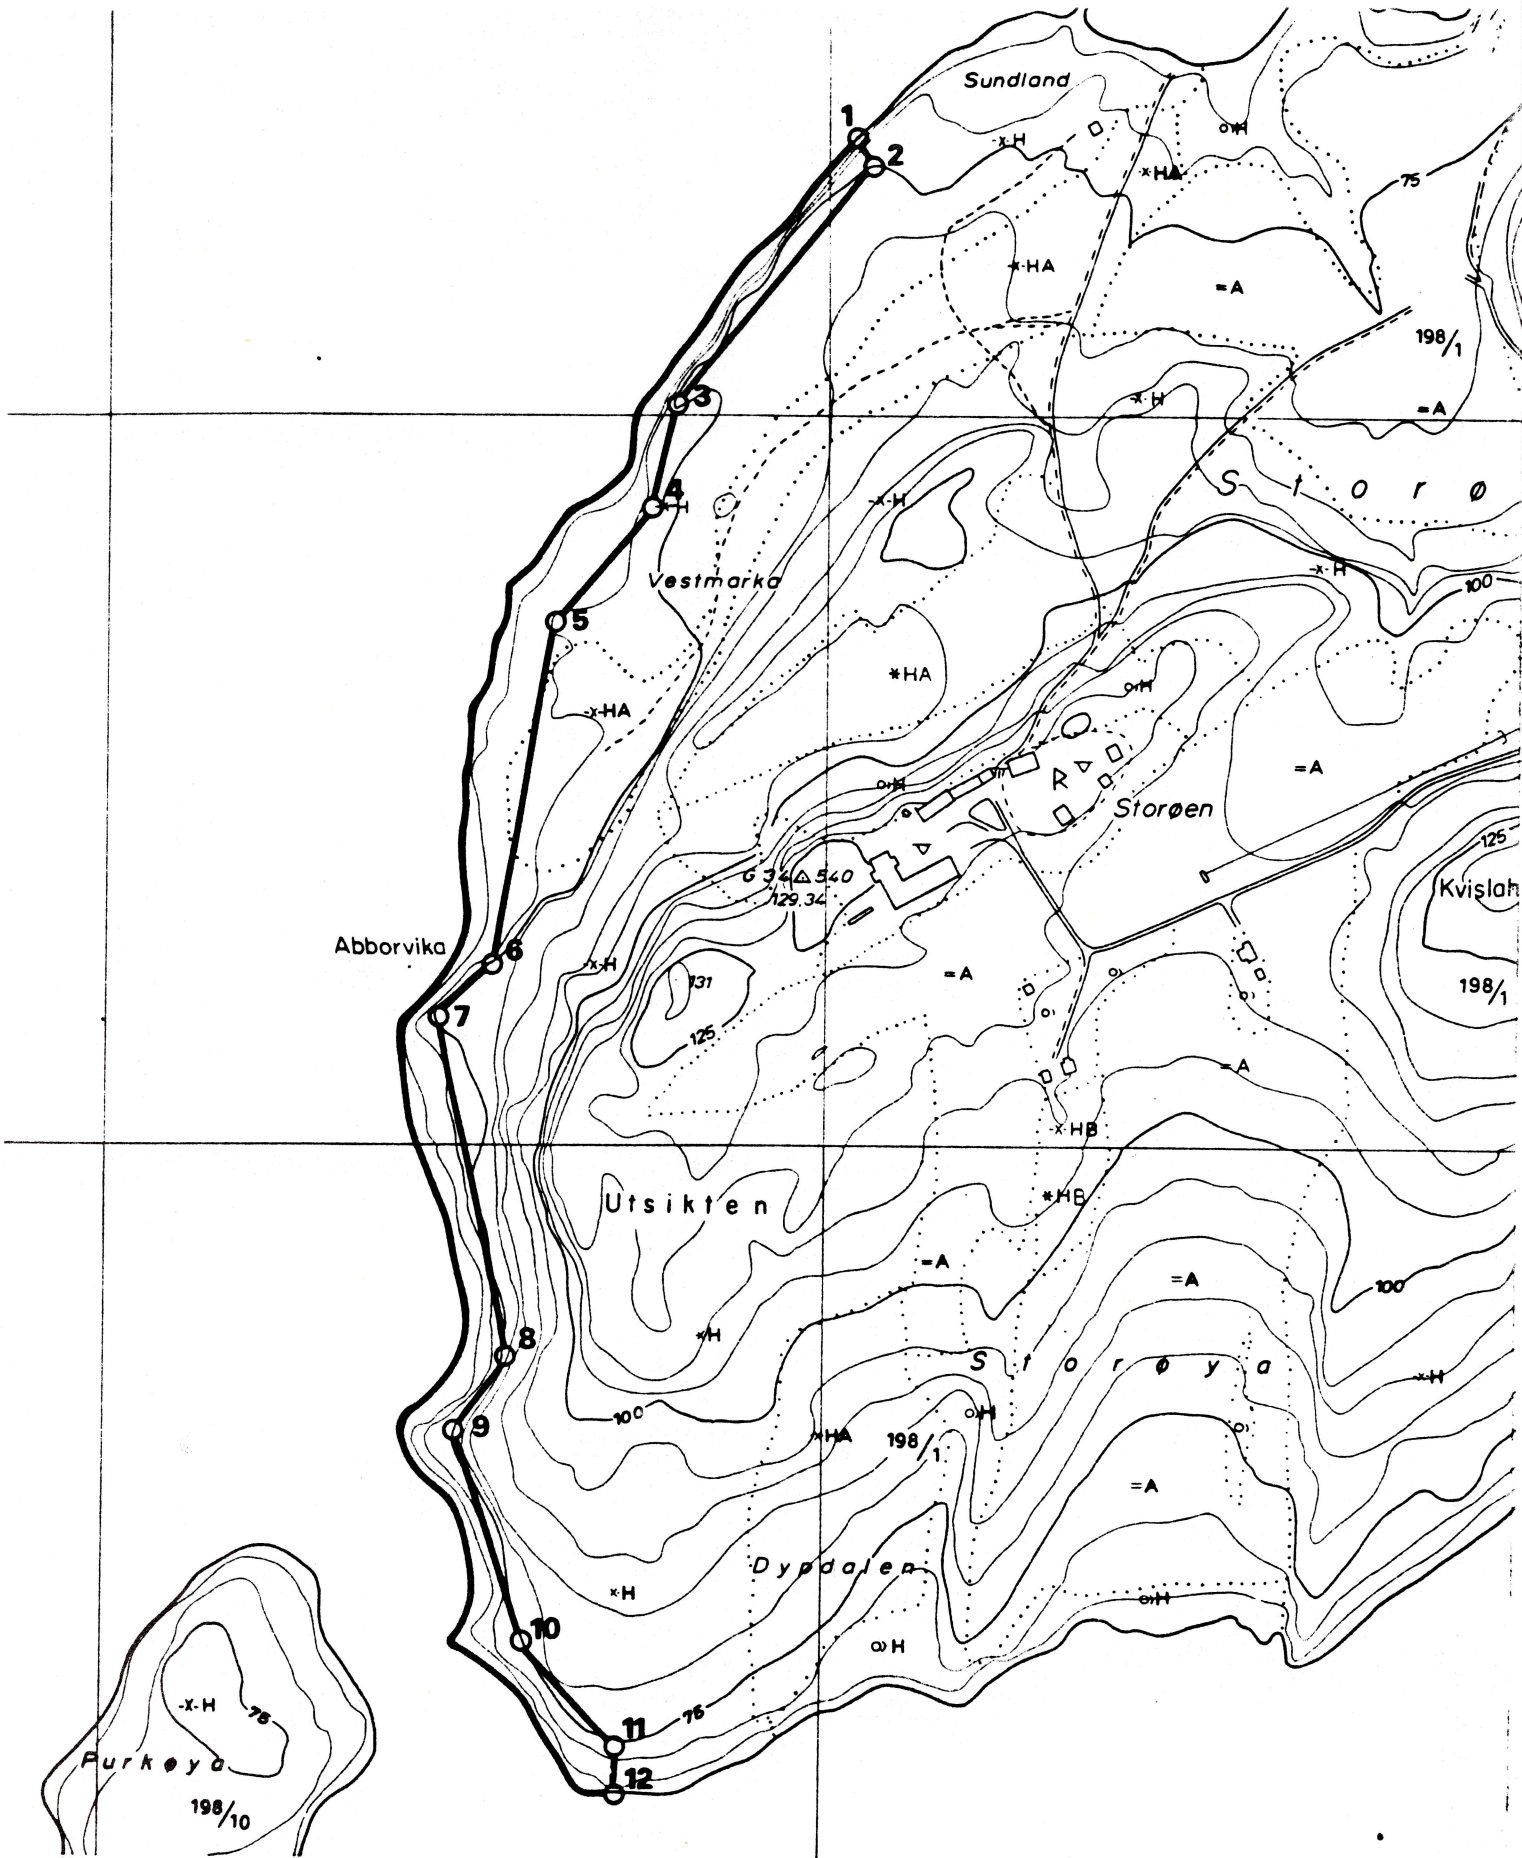 Sundland
1
2
-x-H
o)H
*HA
75
-x-HA
=A
198/1
3
-x-H
=A
4
-x-H
-x-H
Storø
-x-H
Vestmarka
100
5
*HA
o)H
-x-HA
=A
o)H
R
Storøen
125
G 34 △ 540
129.34
Kvislah
Abborvika
6
-x-H
131
=A
198/1
7
125
=A
-x-HB
*HB
Utsikten
=A
=A
100
*H
8
Storøya
-x-H
100
o)H
9
*HA
198/1
=A
Dypdalen
x-H
o)H
10
o)H
-x-H
75
75
11
Purkøya
12
198/10